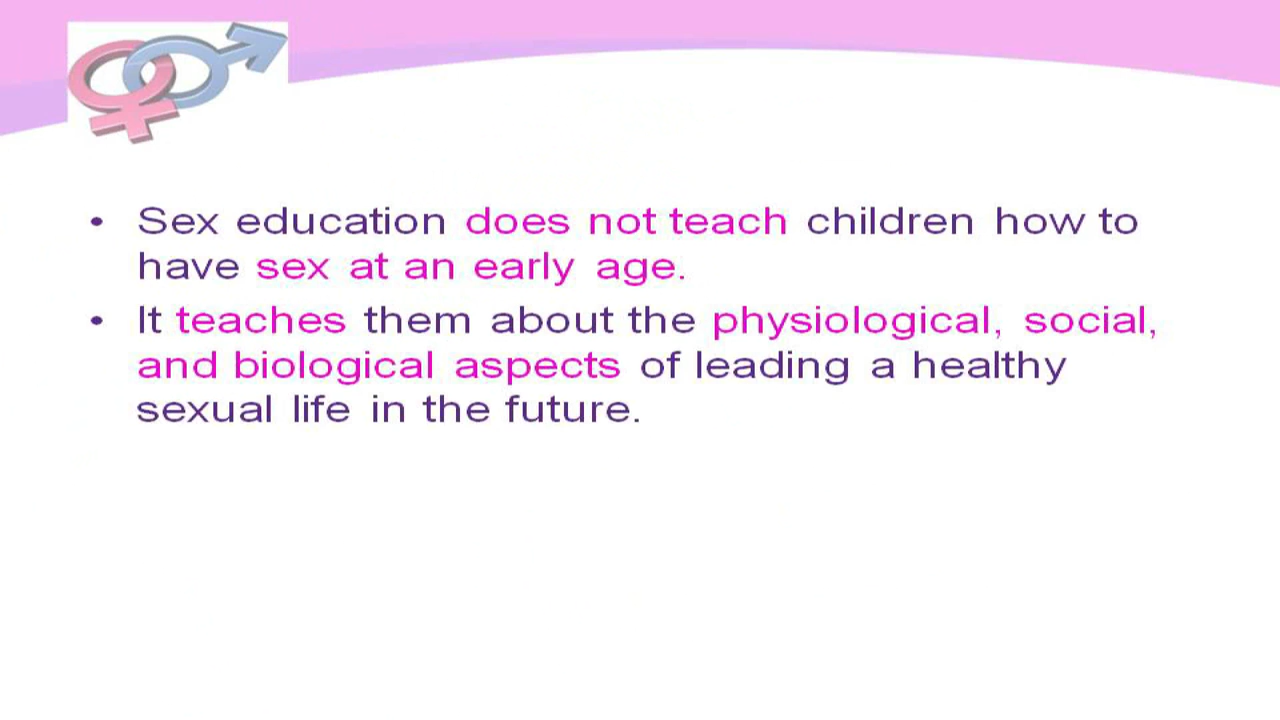 • Sex education does not teach children how to
have sex at an early age.
• It teaches them about the physiological, social,
and biological aspects of leading a healthy
sexual life in the future.